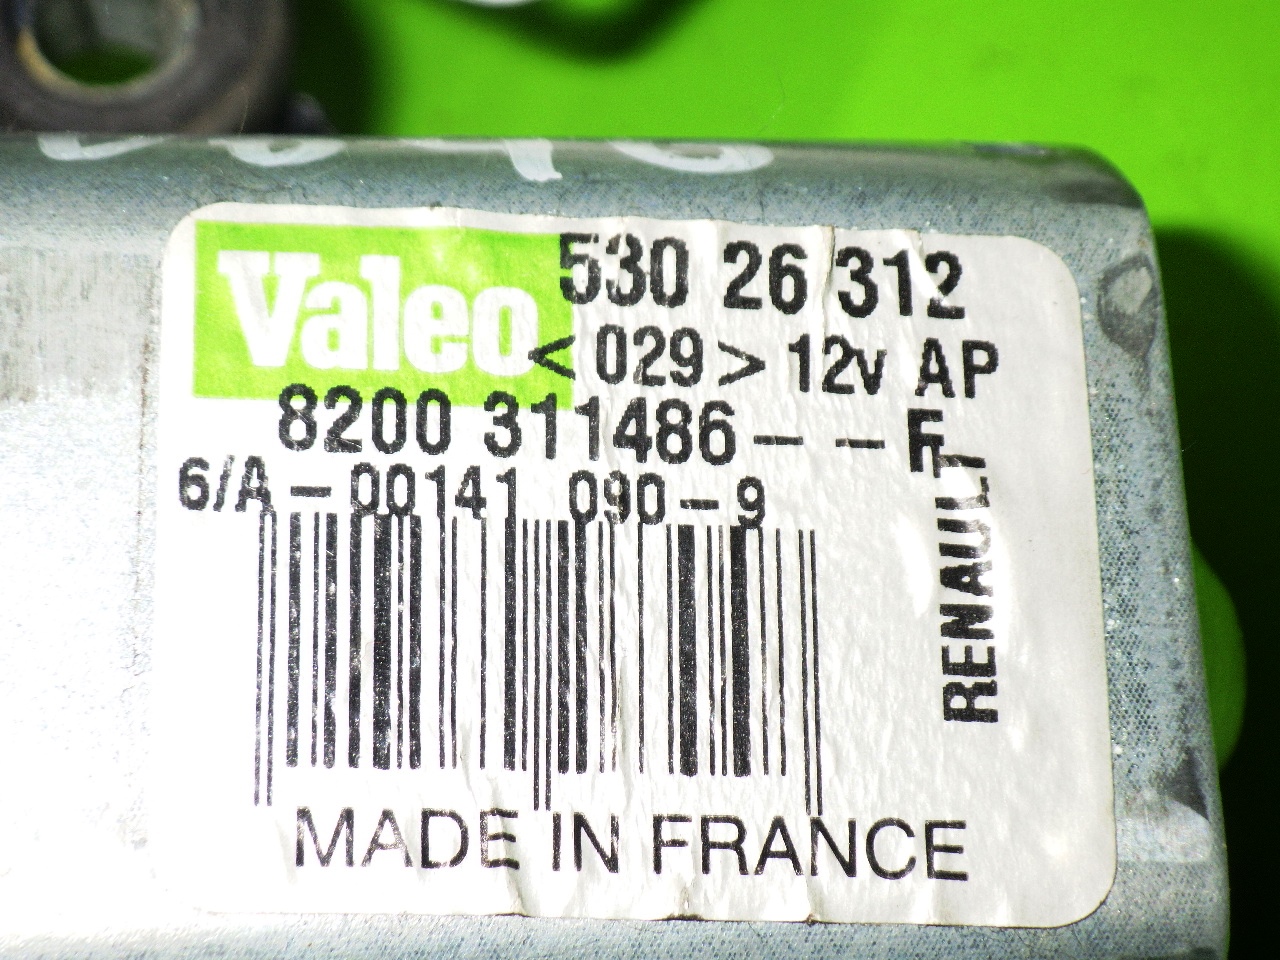 Valeo
530 26 312
<029> 12v AP
8200 311486--F
6/A-00141 090-9
RENAULT
MADE IN FRANCE